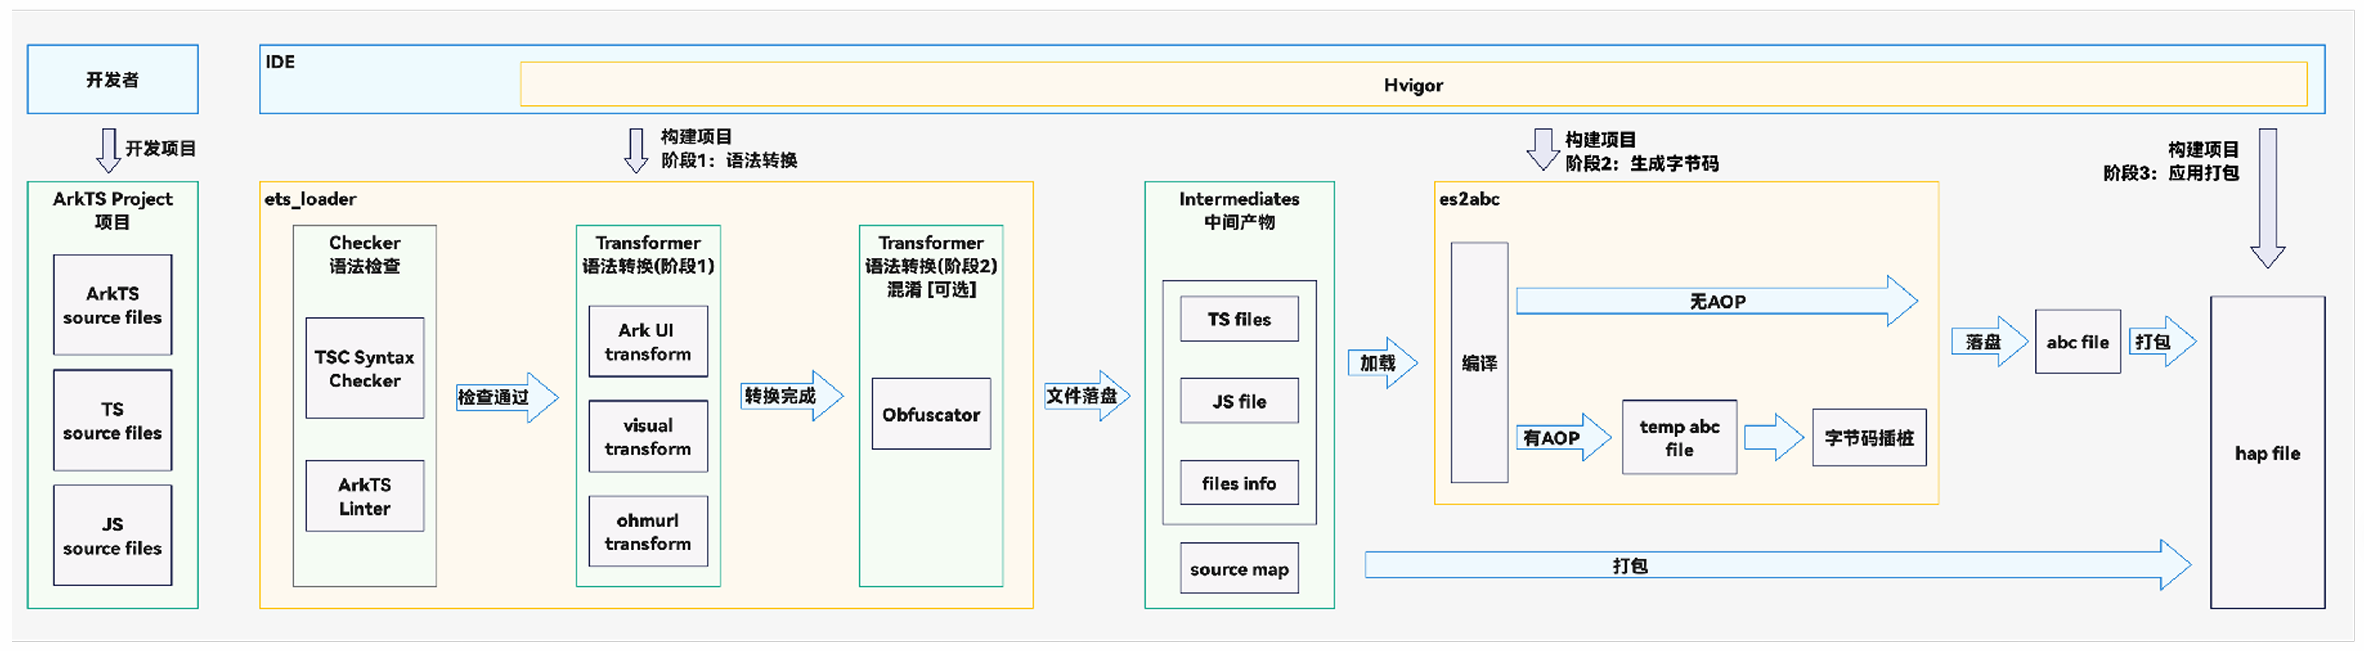 开发者
IDE
Hvigor
开发项目
构建项目
阶段1：语法转换
构建项目
阶段2：生成字节码
构建项目
阶段3：应用打包
ArkTS Project
项目
ArkTS
source files
TS
source files
JS
source files
ets_loader
Checker
语法检查
TSC Syntax
Checker
ArkTS
Linter
检查通过
Transformer
语法转换(阶段1)
Ark UI
transform
visual
transform
ohmurl
transform
转换完成
Transformer
语法转换(阶段2)
混淆 [可选]
Obfuscator
文件落盘
Intermediates
中间产物
TS files
JS file
files info
source map
加载
es2abc
编译
无AOP
有AOP
temp abc
file
字节码插桩
落盘
abc file
打包
打包
hap file